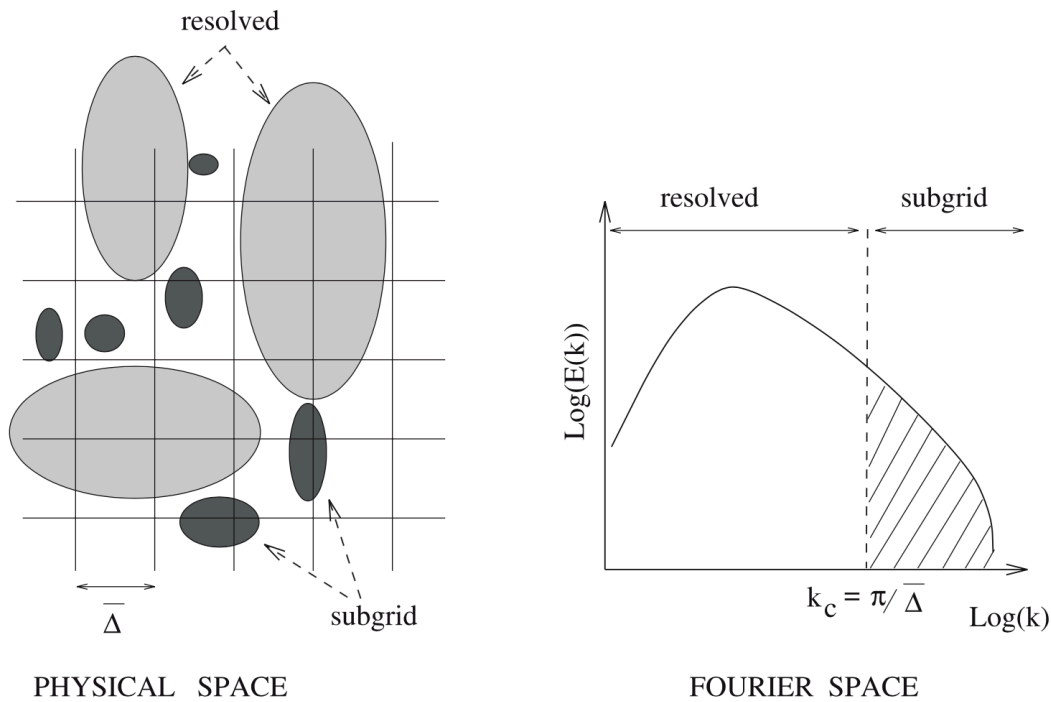 resolved
Δ̅
subgrid
PHYSICAL SPACE
resolved
subgrid
Log(E(k))
k_c = π/Δ̅
Log(k)
FOURIER SPACE